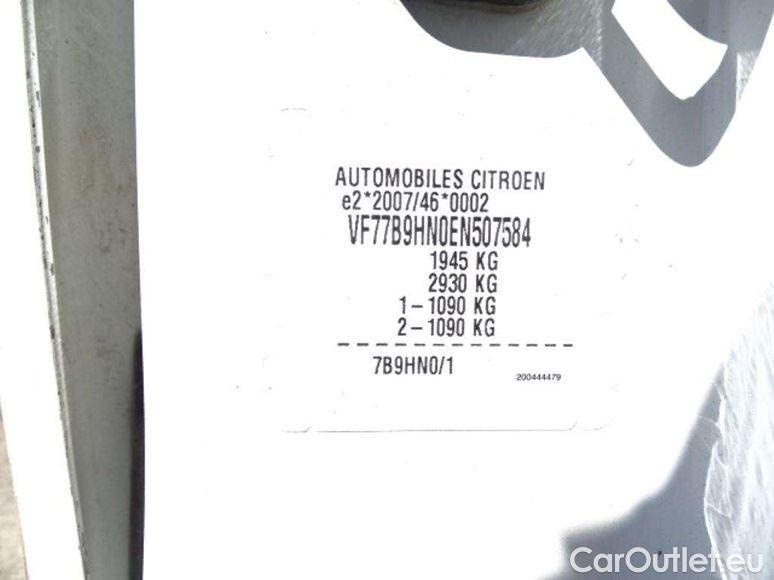 AUTOMOBILES CITROEN
e2*2007/46*0002
VF77B9HN0EN507584
1945 KG
2930 KG
1-1090 KG
2-1090 KG
7B9HN0/1
200444479
CarOutlet.eu